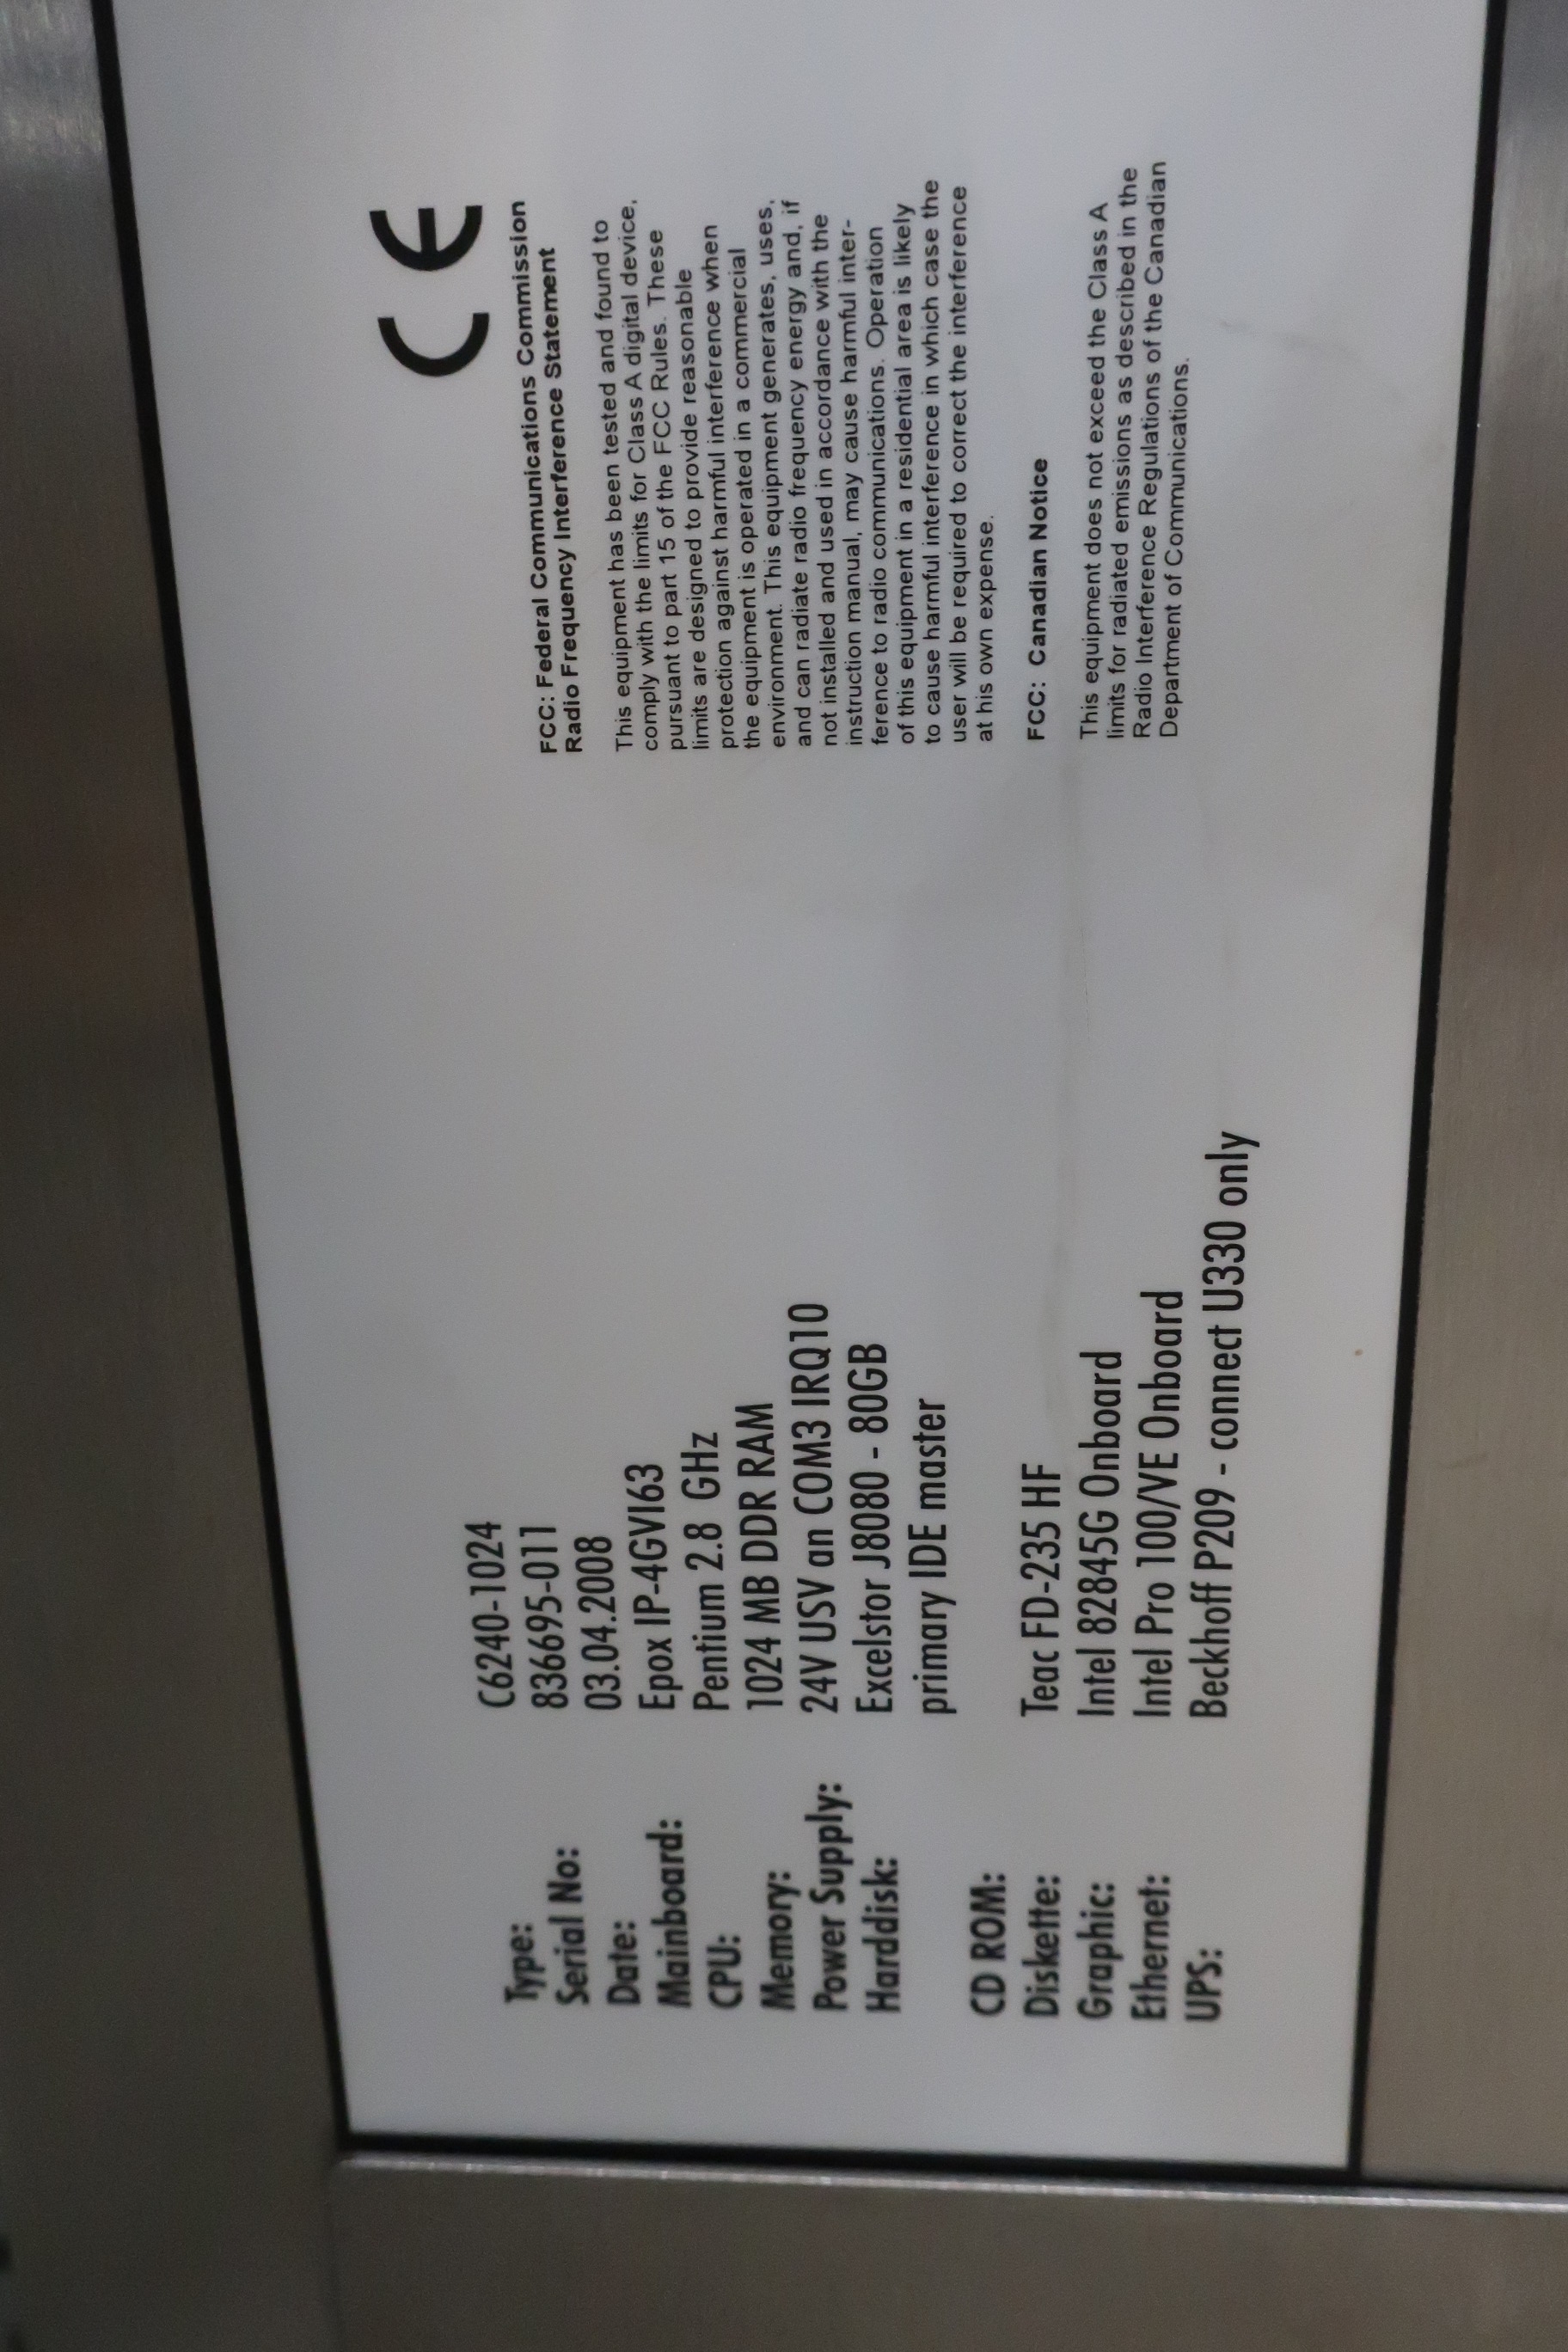 Type: C6240-1024
Serial No: 836695-011
Date: 03.04.2008
Mainboard: Epox IP-4GVI63
CPU: Pentium 2.8 GHz
Memory: 1024 MB DDR RAM
Power Supply: 24V USV an COM3 IRQ10
Harddisk: Excelstor J8080 - 80GB
primary IDE master
CD ROM:
Diskette: Teac FD-235 HF
Graphic: Intel 82845G Onboard
Ethernet: Intel Pro 100/VE Onboard
UPS: Beckhoff P209 - connect U330 only
CE
FCC: Federal Communications Commission
Radio Frequency Interference Statement
This equipment has been tested and found to
comply with the limits for Class A digital device,
pursuant to part 15 of the FCC Rules. These
limits are designed to provide reasonable
protection against harmful interference when
the equipment is operated in a commercial
environment. This equipment generates, uses,
and can radiate radio frequency energy and, if
not installed and used in accordance with the
instruction manual, may cause harmful inter-
ference to radio communications. Operation
of this equipment in a residential area is likely
to cause harmful interference in which case the
user will be required to correct the interference
at his own expense.
FCC: Canadian Notice
This equipment does not exceed the Class A
limits for radiated emissions as described in the
Radio Interference Regulations of the Canadian
Department of Communications.